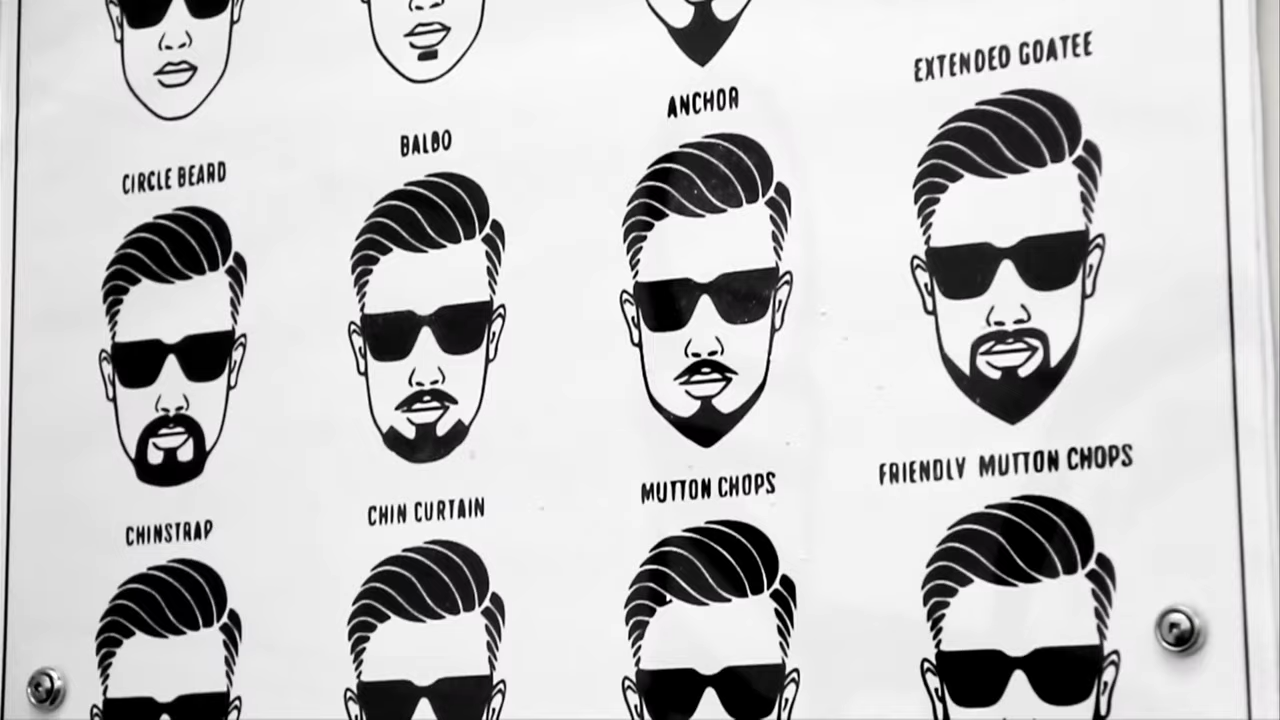 EXTENDED GOATEE
ANCHOR
BALBO
CIRCLE BEARD
FRIENDLY MUTTON CHOPS
MUTTON CHOPS
CHIN CURTAIN
CHINSTRAP